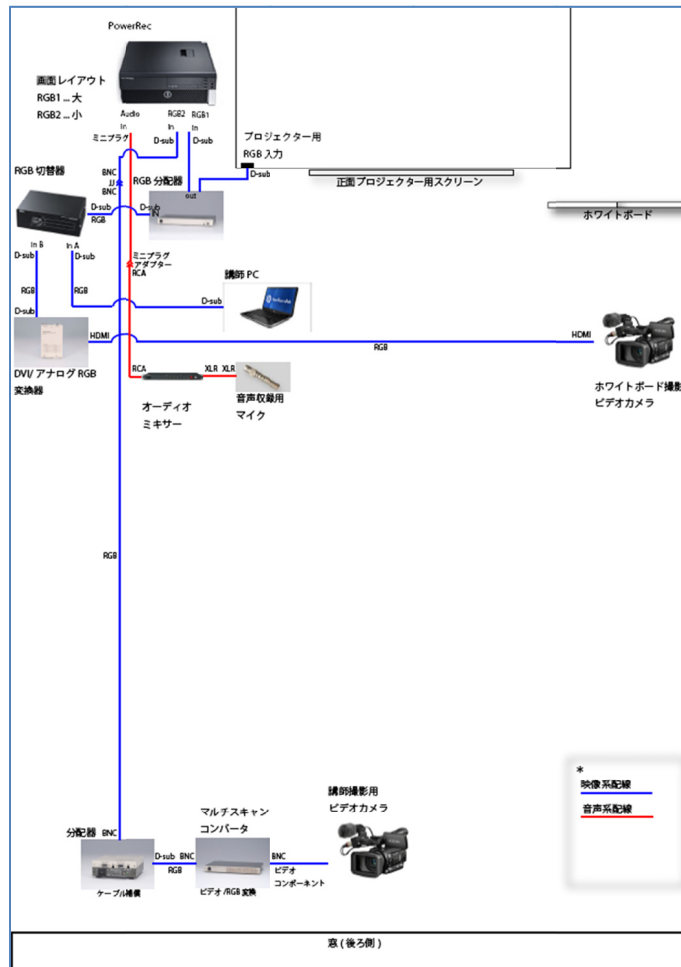 PowerRec
画面レイアウト
RGB1 ... 大
RGB2 ... 小
Audio
RGB2
RGB1
In
In
In
ミニプラグ
D-sub
D-sub
プロジェクター用
RGB 入力
D-sub
正面プロジェクター用スクリーン
ホワイトボード
RGB 切替器
BNC
JJ
BNC
RGB 分配器
out
D-sub
RGB
D-sub
IN
In B
In A
D-sub
D-sub
ミニプラグ
アダプター
RCA
講師 PC
RGB
RGB
D-sub
D-sub
HDMI
RGB
HDMI
DVI/ アナログ RGB
変換器
RCA
XLR
XLR
オーディオ
ミキサー
音声収録用
マイク
ホワイトボード撮影
ビデオカメラ
RGB
*
映像系配線
音声系配線
講師撮影用
ビデオカメラ
マルチスキャン
コンバータ
分配器
BNC
D-sub
BNC
RGB
BNC
ビデオ
コンポーネント
ケーブル補償
ビデオ /RGB 変換
窓 ( 後ろ側 )